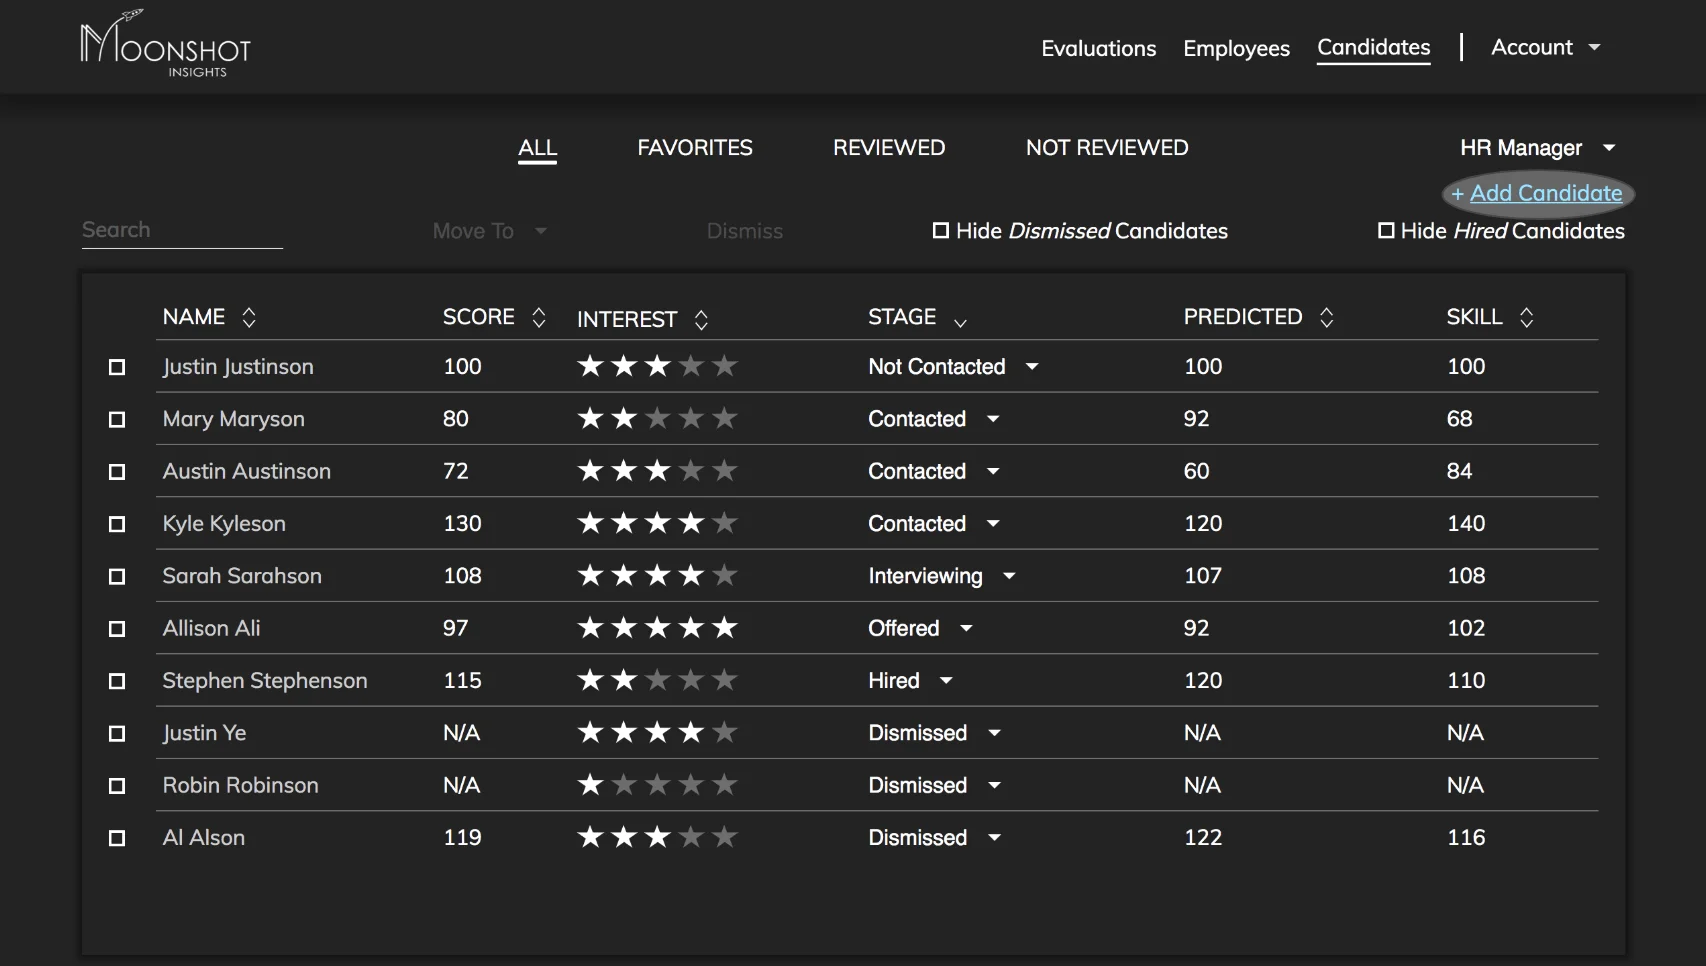 MOONSHOT
INSIGHTS
Evaluations Employees Candidates | Account
ALL FAVORITES REVIEWED NOT REVIEWED HR Manager
+ Add Candidate
Search Move To Dismiss Hide Dismissed Candidates Hide Hired Candidates
NAME SCORE INTEREST STAGE PREDICTED SKILL
Justin Justinson 100 Not Contacted 100 100
Mary Maryson 80 Contacted 92 68
Austin Austinson 72 Contacted 60 84
Kyle Kyleson 130 Contacted 120 140
Sarah Sarahson 108 Interviewing 107 108
Allison Ali 97 Offered 92 102
Stephen Stephenson 115 Hired 120 110
Justin Ye N/A Dismissed N/A N/A
Robin Robinson N/A Dismissed N/A N/A
Al Alson 119 Dismissed 122 116